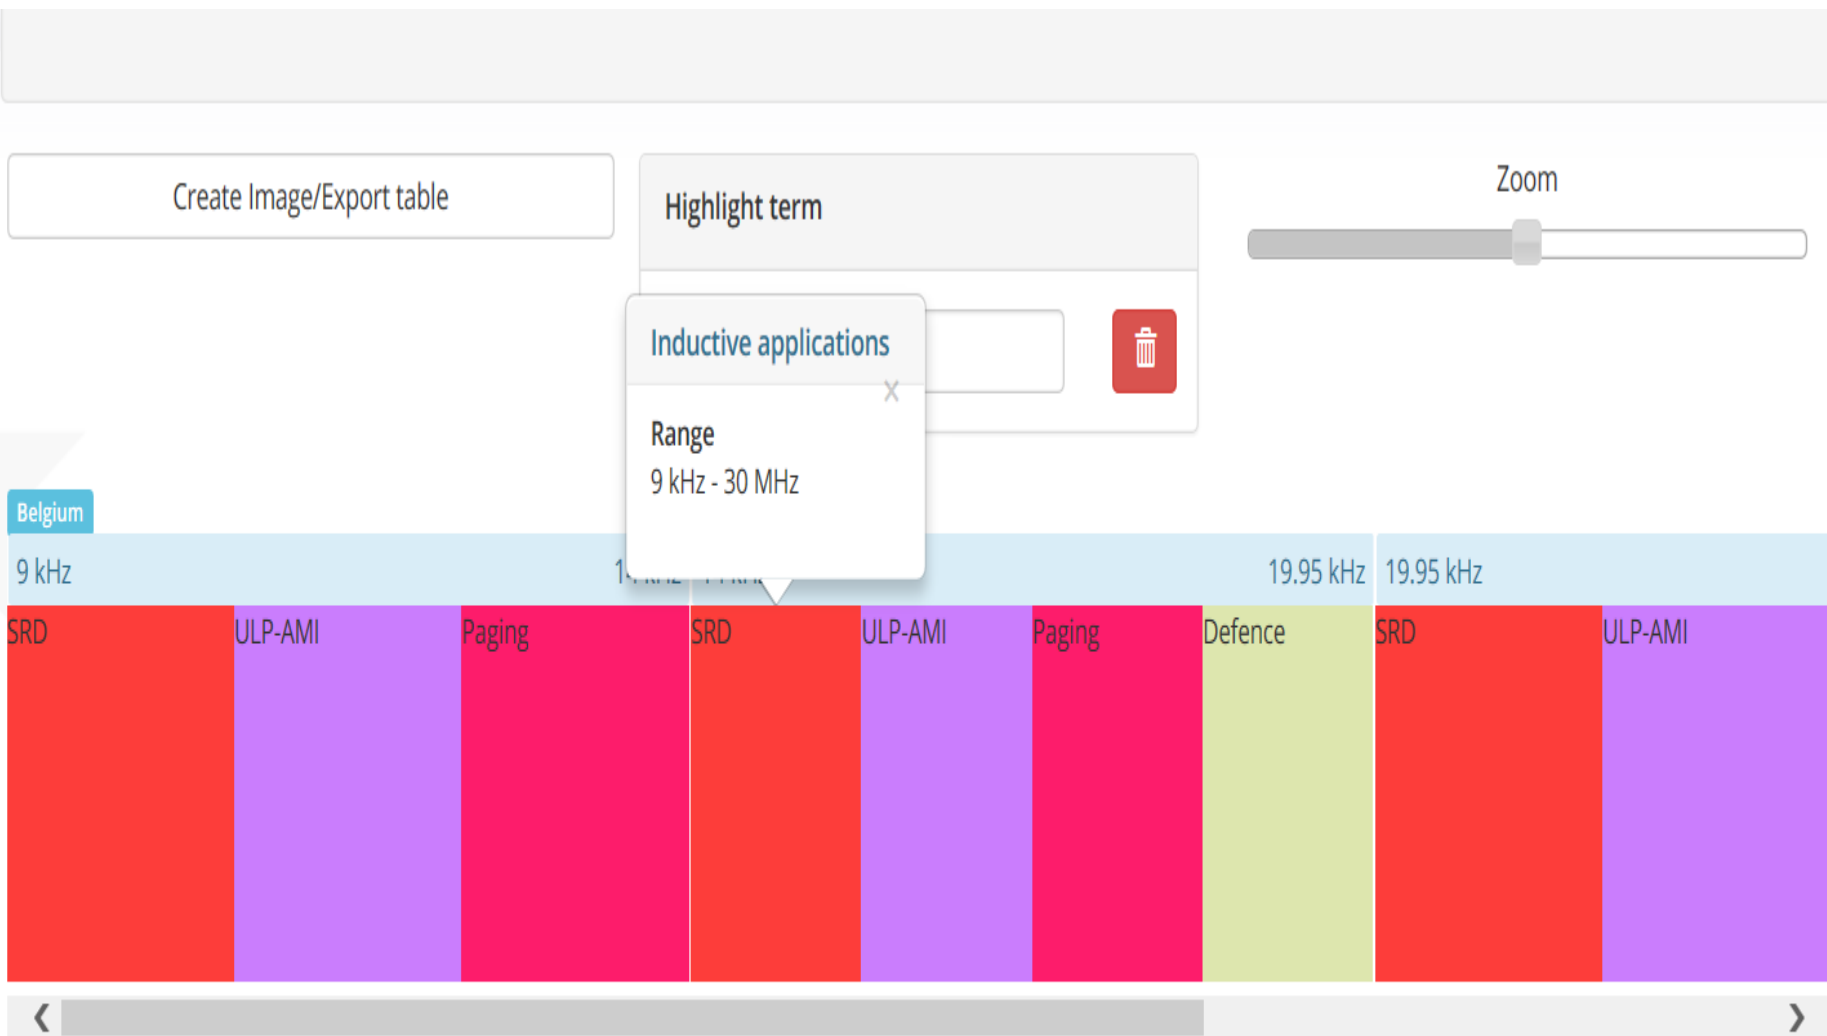 Create Image/Export table
Highlight term
Zoom
Inductive applications
x
Range
9 kHz - 30 MHz
Belgium
9 kHz
19.95 kHz
19.95 kHz
SRD
ULP-AMI
Paging
SRD
ULP-AMI
Paging
Defence
SRD
ULP-AMI